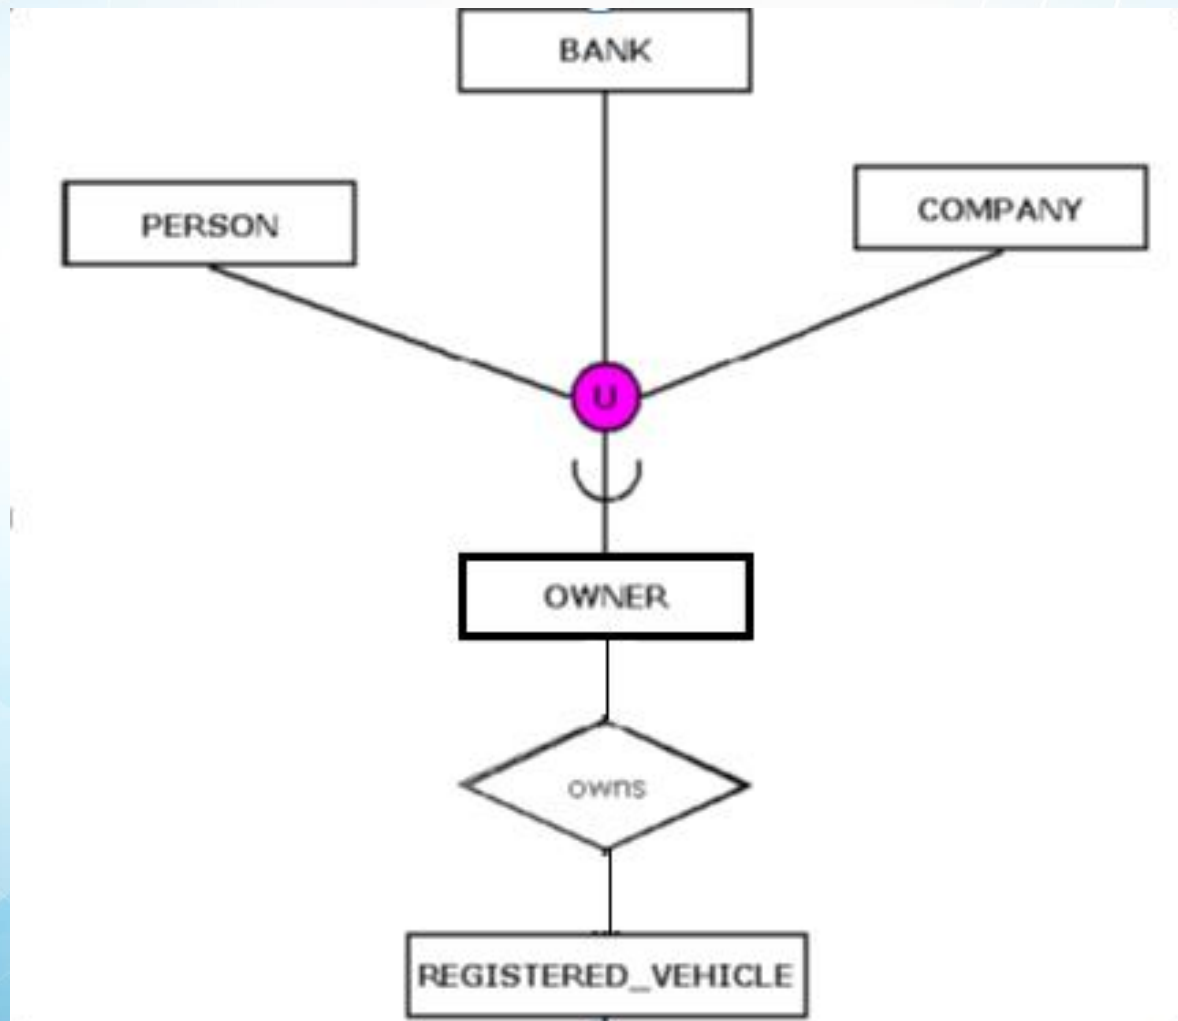 BANK
PERSON
COMPANY
U
OWNER
owns
REGISTERED_VEHICLE